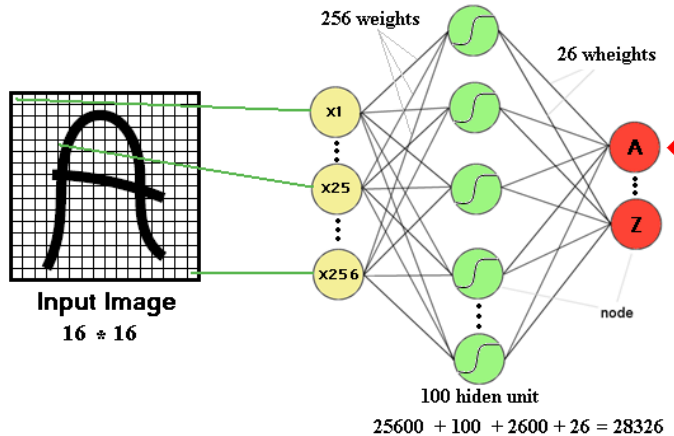 256 weights
26 wheights
x1
A
x25
Z
x256
Input Image
node
16 * 16
100 hiden unit
25600 + 100 + 2600 + 26 = 28326